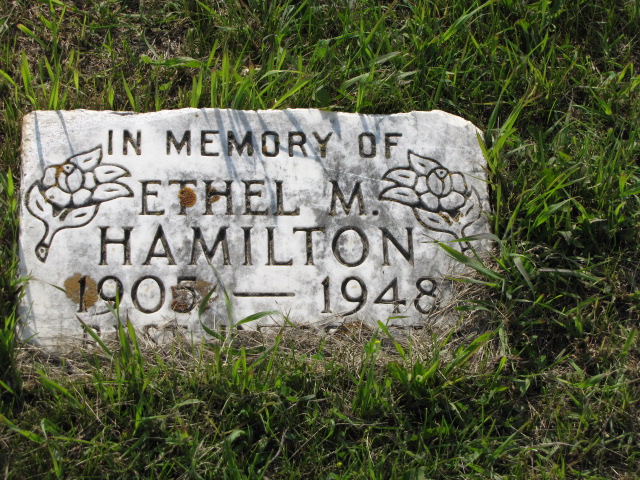 IN MEMORY OF
ETHEL M.
HAMILTON
1905 — 1948